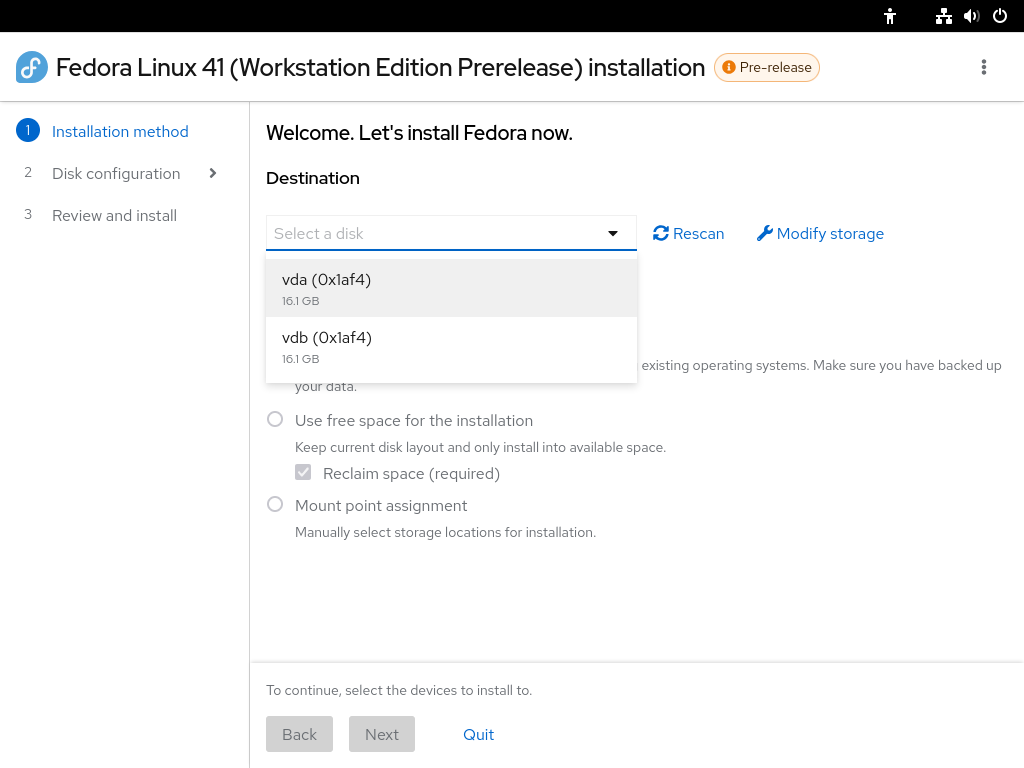 Fedora Linux 41 (Workstation Edition Prerelease) installation
Pre-release
1 Installation method
2 Disk configuration
3 Review and install
Welcome. Let's install Fedora now.
Destination
Select a disk
Rescan
Modify storage
vda (0x1af4)
16.1 GB
vdb (0x1af4)
16.1 GB
existing operating systems. Make sure you have backed up
your data.
Use free space for the installation
Keep current disk layout and only install into available space.
Reclaim space (required)
Mount point assignment
Manually select storage locations for installation.
To continue, select the devices to install to.
Back
Next
Quit